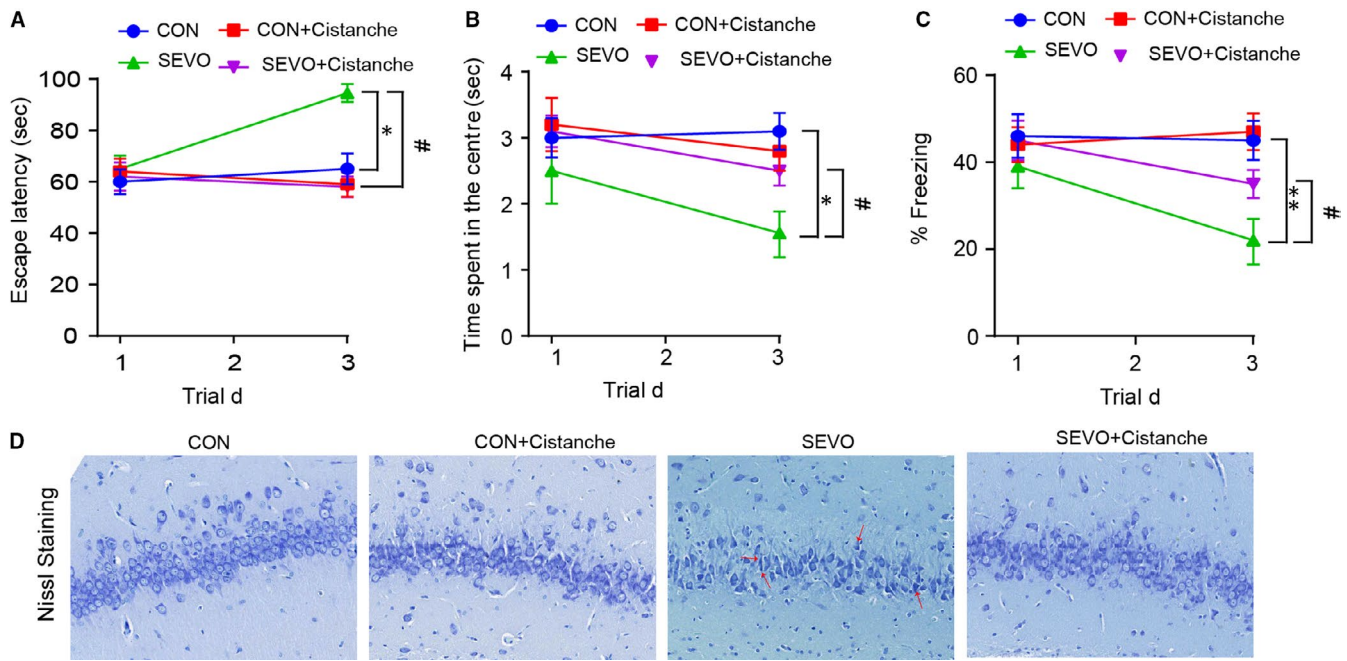 A
CON
CON+Cistanche
SEVO
SEVO+Cistanche
Escape latency (sec)
100
80
60
40
20
0
1
2
3
Trial d
*
#
B
CON
CON+Cistanche
SEVO
SEVO+Cistanche
Time spent in the centre (sec)
4
3
2
1
0
1
2
3
Trial d
*
#
C
CON
CON+Cistanche
SEVO
SEVO+Cistanche
% Freezing
60
40
20
0
1
2
3
Trial d
**
#
D
CON
CON+Cistanche
SEVO
SEVO+Cistanche
Nissl Staining